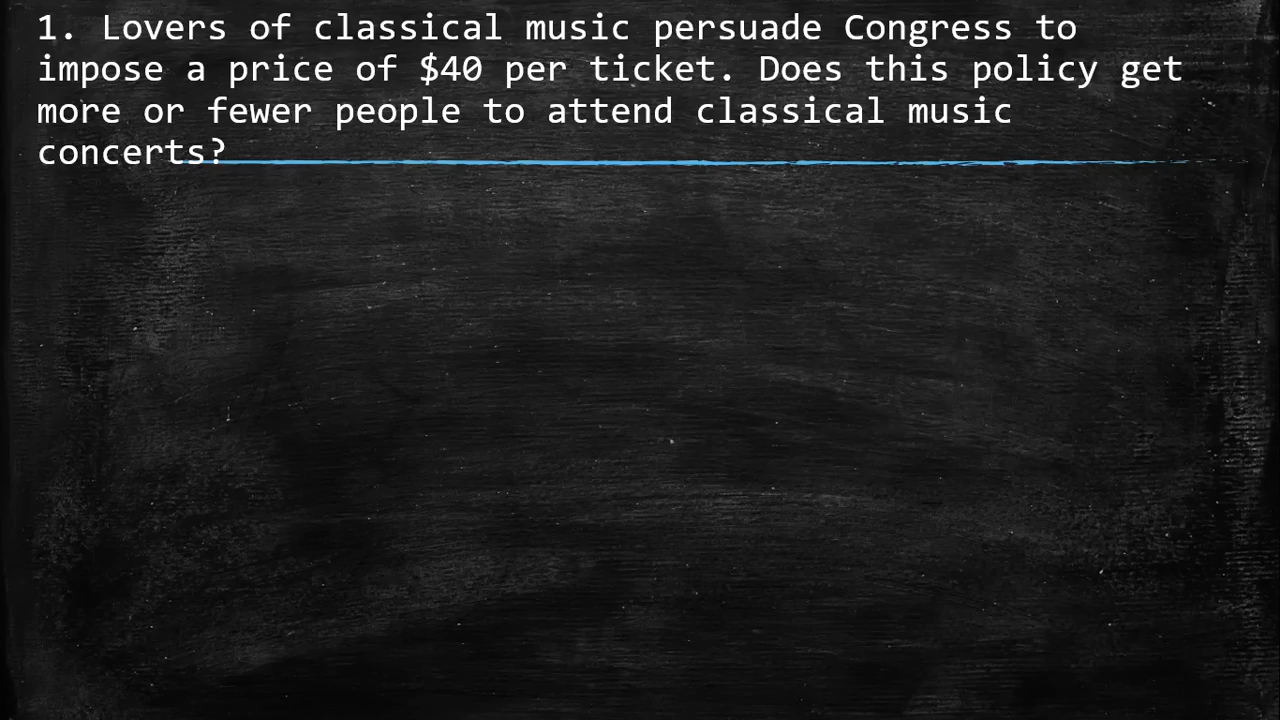 1. Lovers of classical music persuade Congress to
impose a price of $40 per ticket. Does this policy get
more or fewer people to attend classical music
concerts?